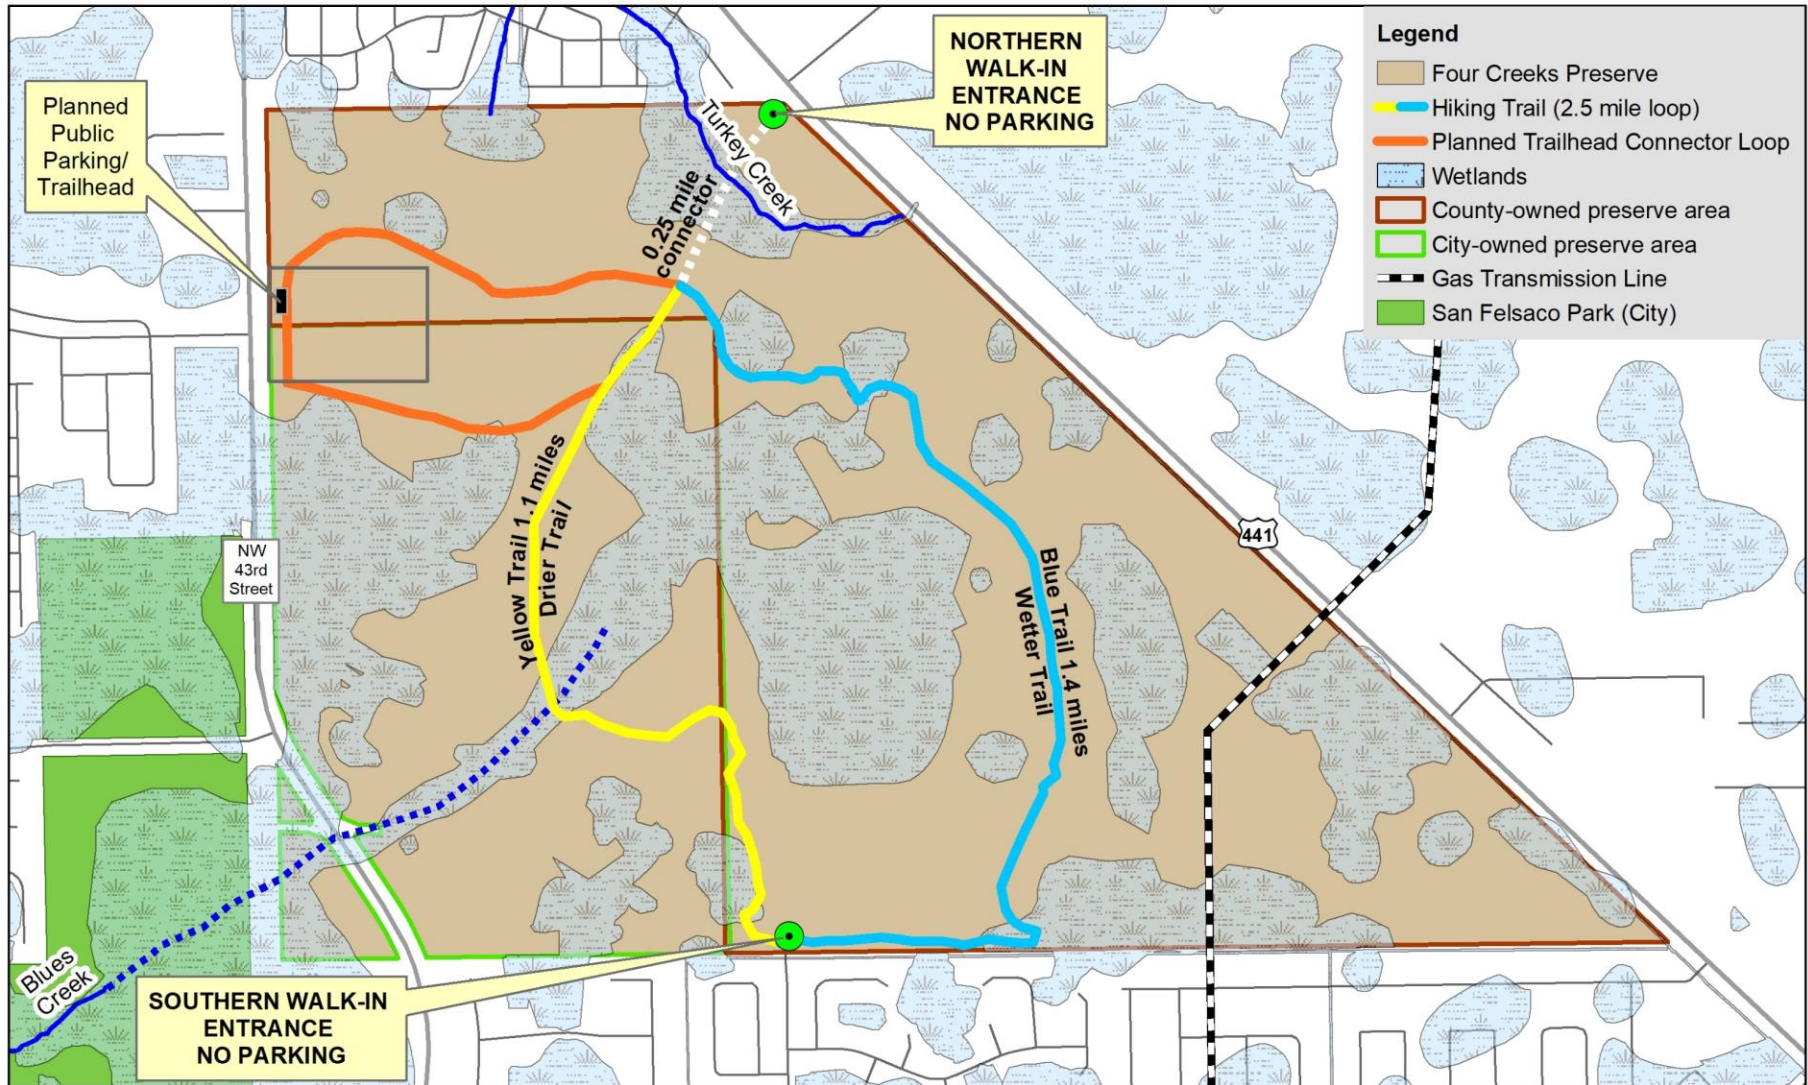 Planned
Public
Parking/
Trailhead
NORTHERN
WALK-IN
ENTRANCE
NO PARKING
Legend
Four Creeks Preserve
Hiking Trail (2.5 mile loop)
Planned Trailhead Connector Loop
Wetlands
County-owned preserve area
City-owned preserve area
Gas Transmission Line
San Felsaco Park (City)
Turkey Creek
0.25 mile
connector
Yellow Trail 1.1 miles
Drier Trail
Blue Trail 1.4 miles
Wetter Trail
441
NW
43rd
Street
Blues
Creek
SOUTHERN WALK-IN
ENTRANCE
NO PARKING